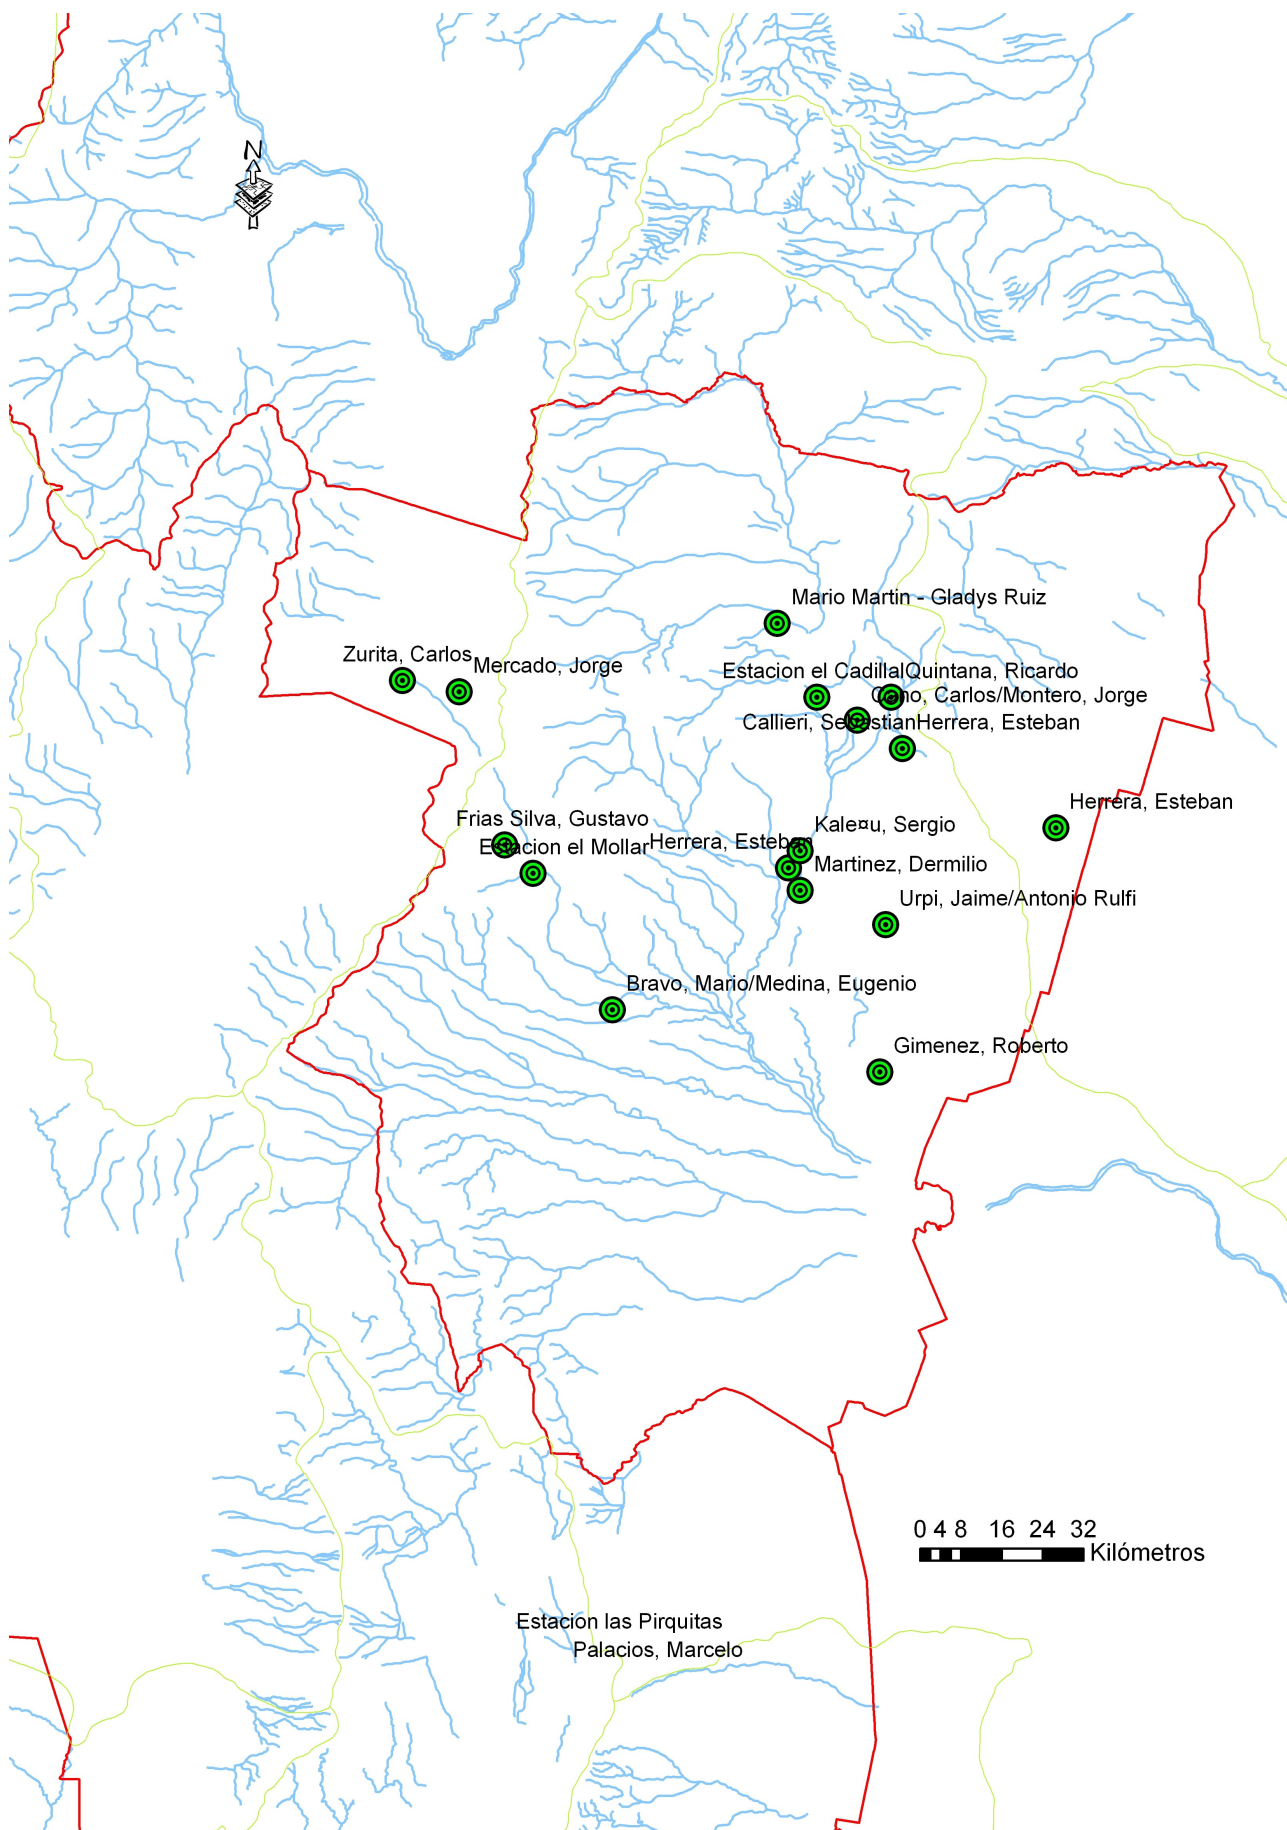 N
Mario Martin - Gladys Ruiz
Zurita, Carlos
Mercado, Jorge
Estacion el Cadillal
Quintana, Ricardo
Cano, Carlos/Montero, Jorge
Callieri, Sebastian
Herrera, Esteban
Herrera, Esteban
Frias Silva, Gustavo
Kale¤u, Sergio
Estacion el Mollar
Herrera, Esteban
Martinez, Dermilio
Urpi, Jaime/Antonio Rulfi
Bravo, Mario/Medina, Eugenio
Gimenez, Roberto
0 4 8 16 24 32
Kilómetros
Estacion las Pirquitas
Palacios, Marcelo